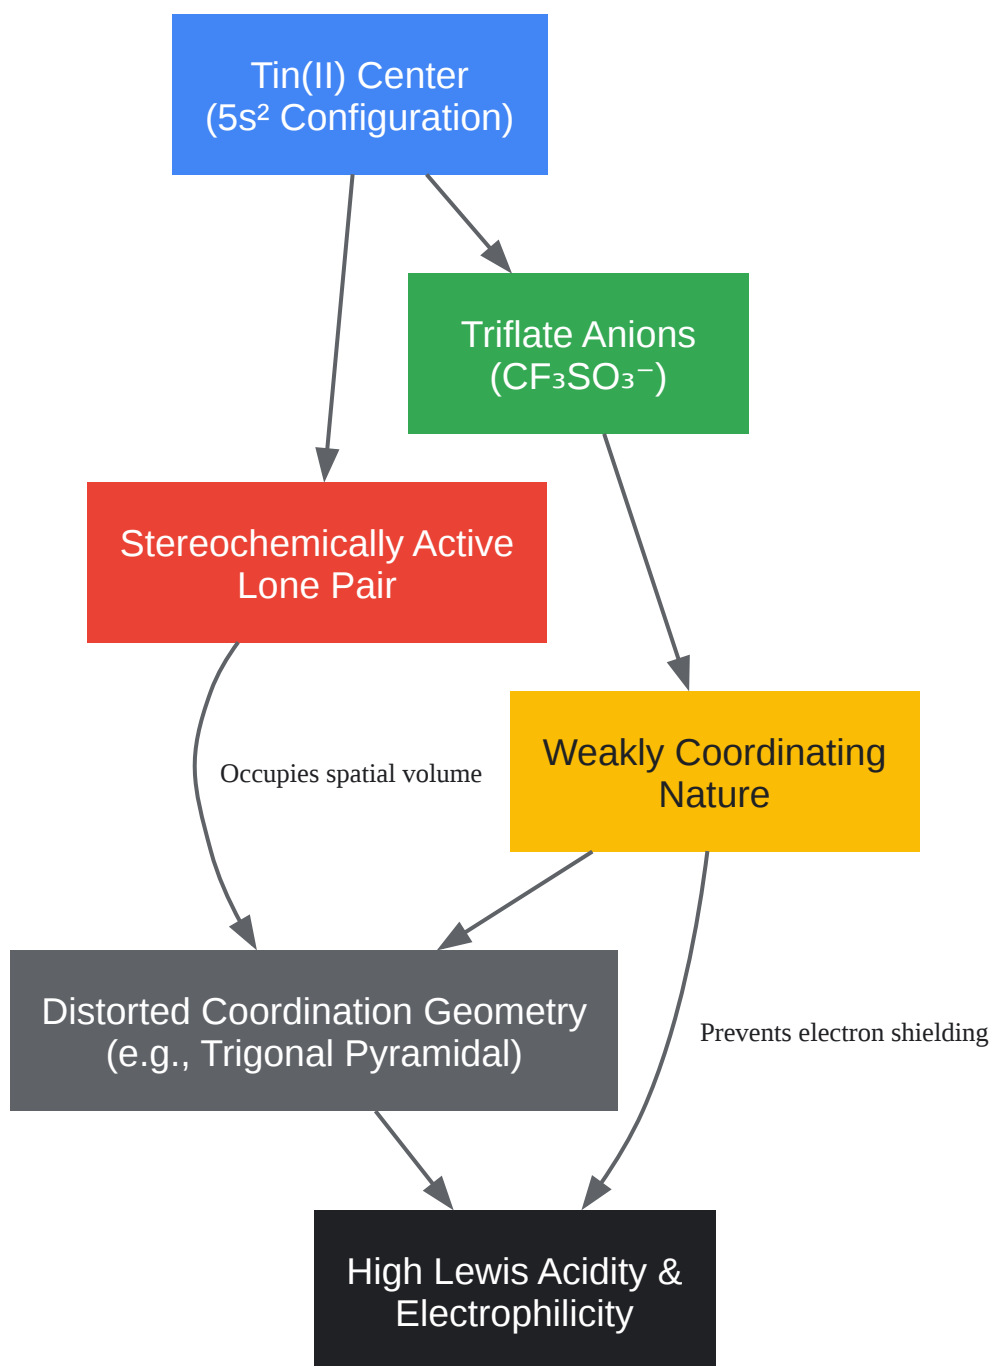 Tin(II) Center
(5s² Configuration)
Triflate Anions
(CF₃SO₃⁻)
Stereochemically Active
Lone Pair
Weakly Coordinating
Nature
Occupies spatial volume
Distorted Coordination Geometry
(e.g., Trigonal Pyramidal)
Prevents electron shielding
High Lewis Acidity &
Electrophilicity